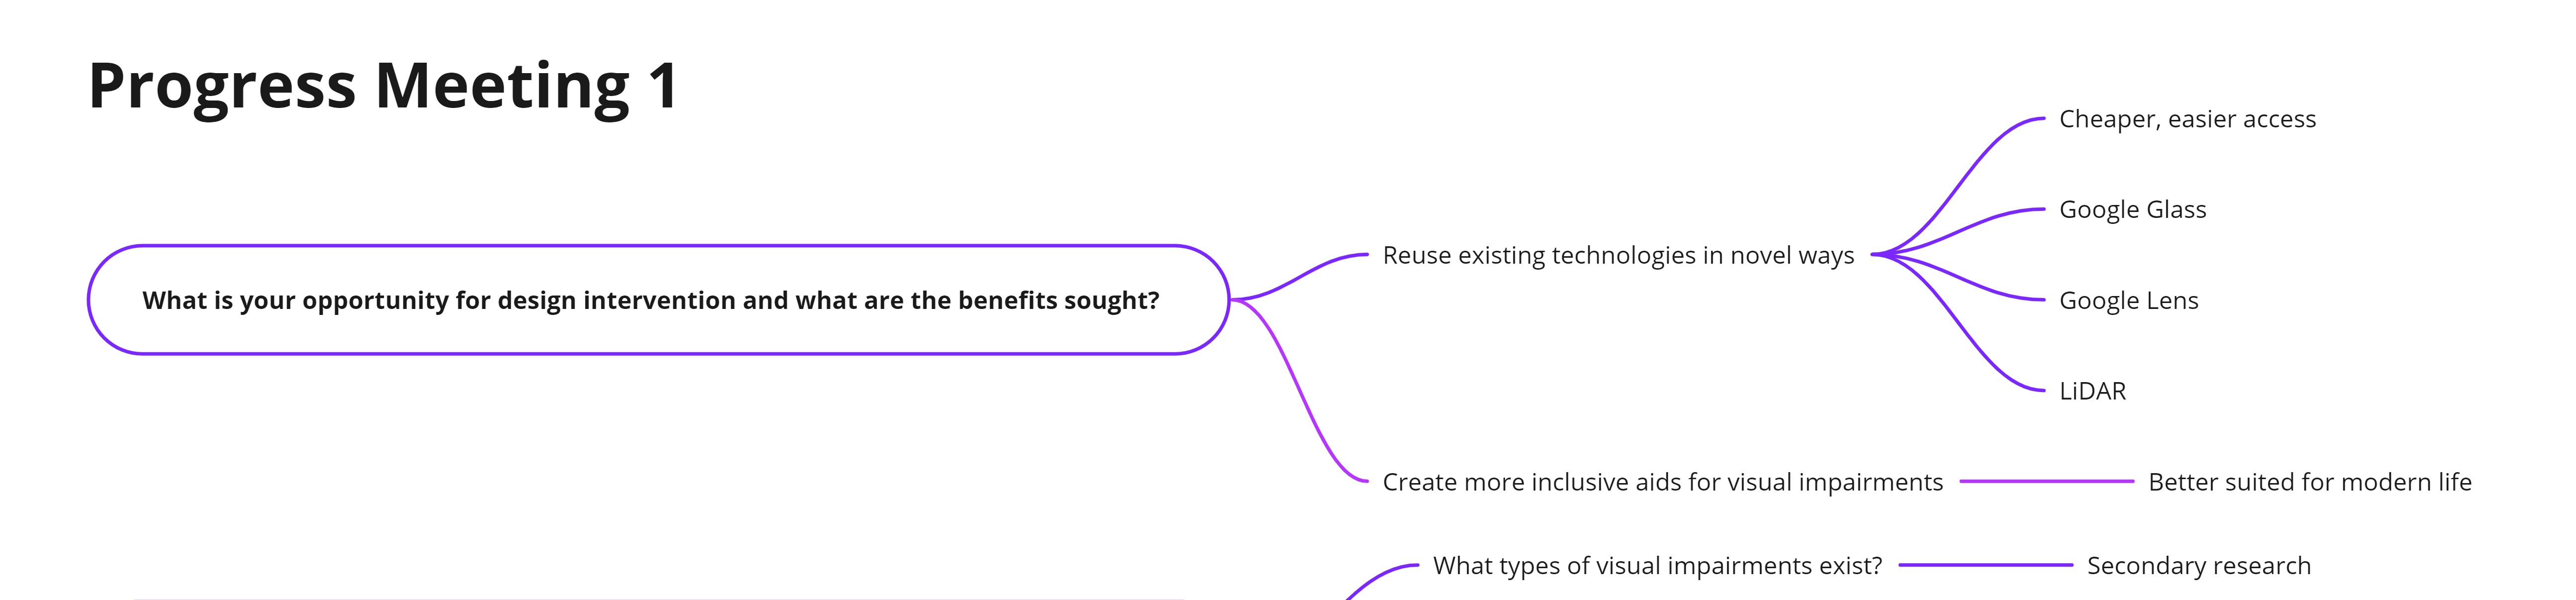 Progress Meeting 1
What is your opportunity for design intervention and what are the benefits sought?
Reuse existing technologies in novel ways
Cheaper, easier access
Google Glass
Google Lens
LiDAR
Create more inclusive aids for visual impairments
Better suited for modern life
What types of visual impairments exist?
Secondary research